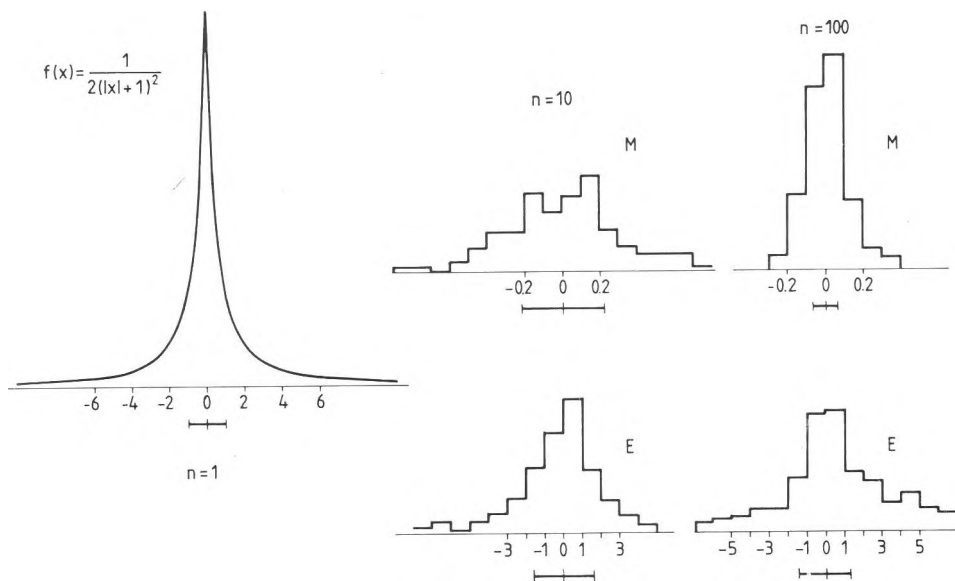 f(x)= 1 / 2(|x|+1)²
-6 -4 -2 0 2 4 6
n=1
n=10
M
-0.2 0 0.2
n=100
M
-0.2 0 0.2
E
-3 -1 0 1 3
E
-5 -3 -1 0 1 3 5